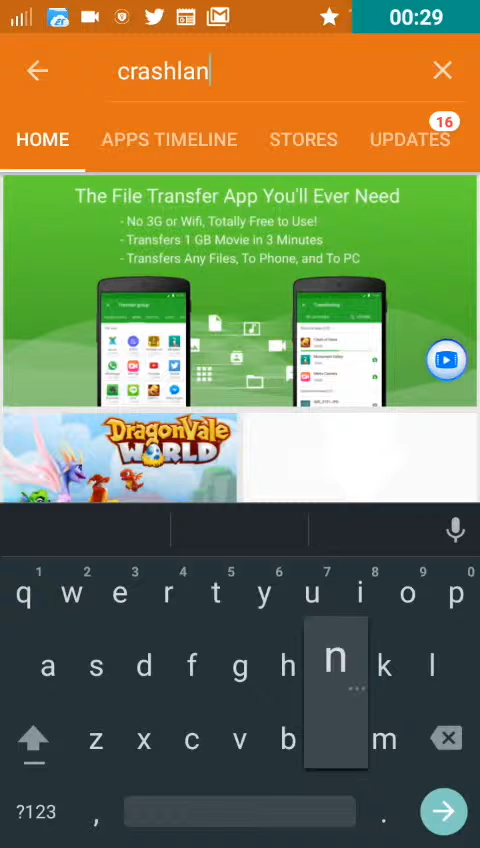 00:29
crashlan
16
HOME APPS TIMELINE STORES UPDATES
The File Transfer App You'll Ever Need
- No 3G or Wifi, Totally Free to Use!
- Transfers 1 GB Movie in 3 Minutes
- Transfers Any Files, To Phone, and To PC
DragonVale
WORLD
1 2 3 4 5 6 7 8 9 0
q w e r t y u i o p
a s d f g h n k l
z x c v b m
?123 , .